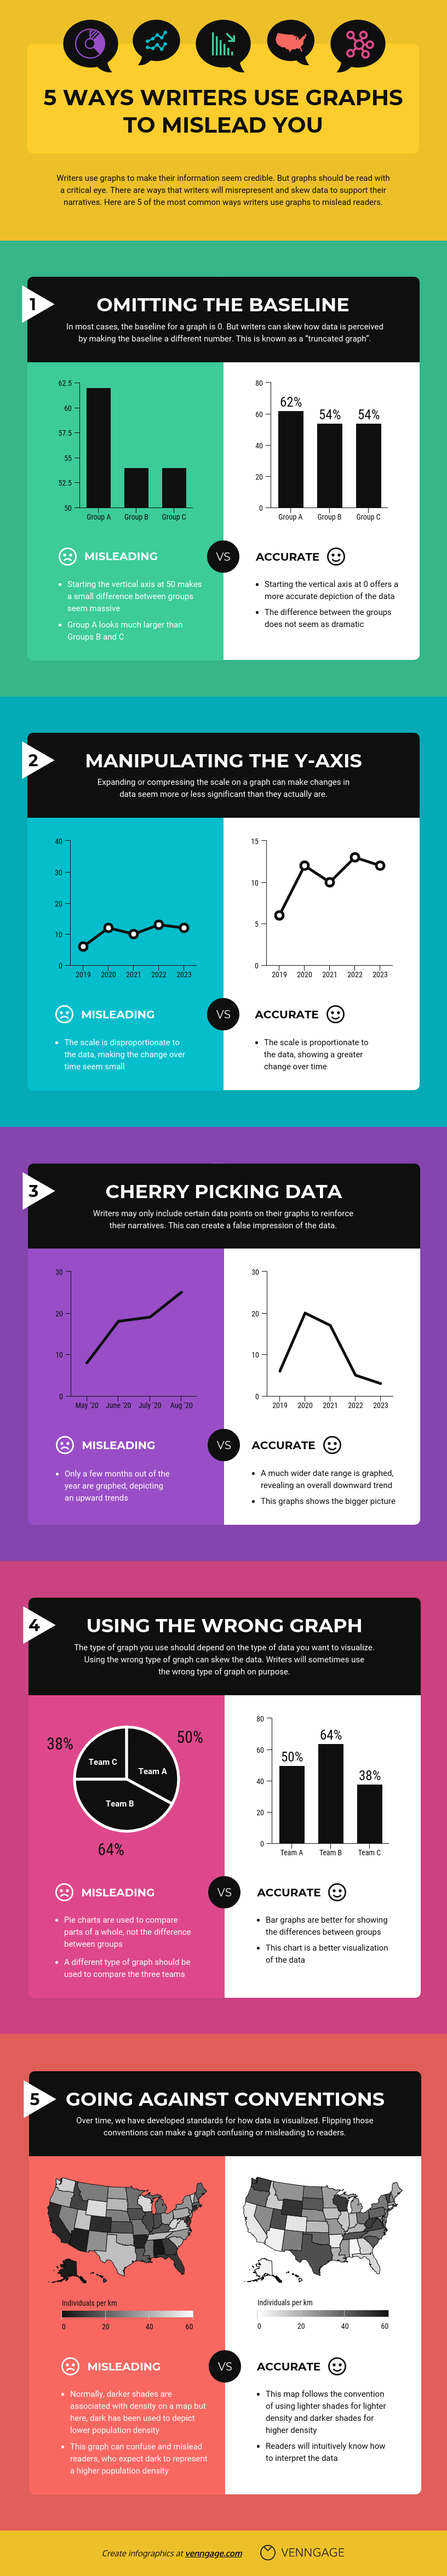 5 WAYS WRITERS USE GRAPHS
TO MISLEAD YOU
Writers use graphs to make their information seem credible. But graphs should be read with
a critical eye. There are ways that writers will misrepresent and skew data to support their
narratives. Here are 5 of the most common ways writers use graphs to mislead readers.
1
OMITTING THE BASELINE
In most cases, the baseline for a graph is 0. But writers can skew how data is perceived
by making the baseline a different number. This is known as a “truncated graph”.
62.5
60
57.5
55
52.5
50
Group A
Group B
Group C
80
60
40
20
0
62%
54%
54%
Group A
Group B
Group C
MISLEADING
VS
ACCURATE
• Starting the vertical axis at 50 makes
a small difference between groups
seem massive
• Group A looks much larger than
Groups B and C
• Starting the vertical axis at 0 offers a
more accurate depiction of the data
• The difference between the groups
does not seem as dramatic
2
MANIPULATING THE Y-AXIS
Expanding or compressing the scale on a graph can make changes in
data seem more or less significant than they actually are.
40
30
20
10
0
2019
2020
2021
2022
2023
15
10
5
0
2019
2020
2021
2022
2023
MISLEADING
VS
ACCURATE
• The scale is disproportionate to
the data, making the change over
time seem small
• The scale is proportionate to
the data, showing a greater
change over time
3
CHERRY PICKING DATA
Writers may only include certain data points on their graphs to reinforce
their narratives. This can create a false impression of the data.
30
20
10
0
May '20
June '20
July '20
Aug '20
30
20
10
0
2019
2020
2021
2022
2023
MISLEADING
VS
ACCURATE
• Only a few months out of the
year are graphed, depicting
an upward trends
• A much wider date range is graphed,
revealing an overall downward trend
• This graphs shows the bigger picture
4
USING THE WRONG GRAPH
The type of graph you use should depend on the type of data you want to visualize.
Using the wrong type of graph can skew the data. Writers will sometimes use
the wrong type of graph on purpose.
38%
50%
Team C
Team A
Team B
64%
80
60
40
20
0
50%
64%
38%
Team A
Team B
Team C
MISLEADING
VS
ACCURATE
• Pie charts are used to compare
parts of a whole, not the difference
between groups
• A different type of graph should be
used to compare the three teams
• Bar graphs are better for showing
the differences between groups
• This chart is a better visualization
of the data
5
GOING AGAINST CONVENTIONS
Over time, we have developed standards for how data is visualized. Flipping those
conventions can make a graph confusing or misleading to readers.
Individuals per km
0
20
40
60
Individuals per km
0
20
40
60
MISLEADING
VS
ACCURATE
• Normally, darker shades are
associated with density on a map but
here, dark has been used to depict
lower population density
• This graph can confuse and mislead
readers, who expect dark to represent
a higher population density
• This map follows the convention
of using lighter shades for lighter
density and darker shades for
higher density
• Readers will intuitively know how
to interpret the data
Create infographics at venngage.com
VENNGAGE